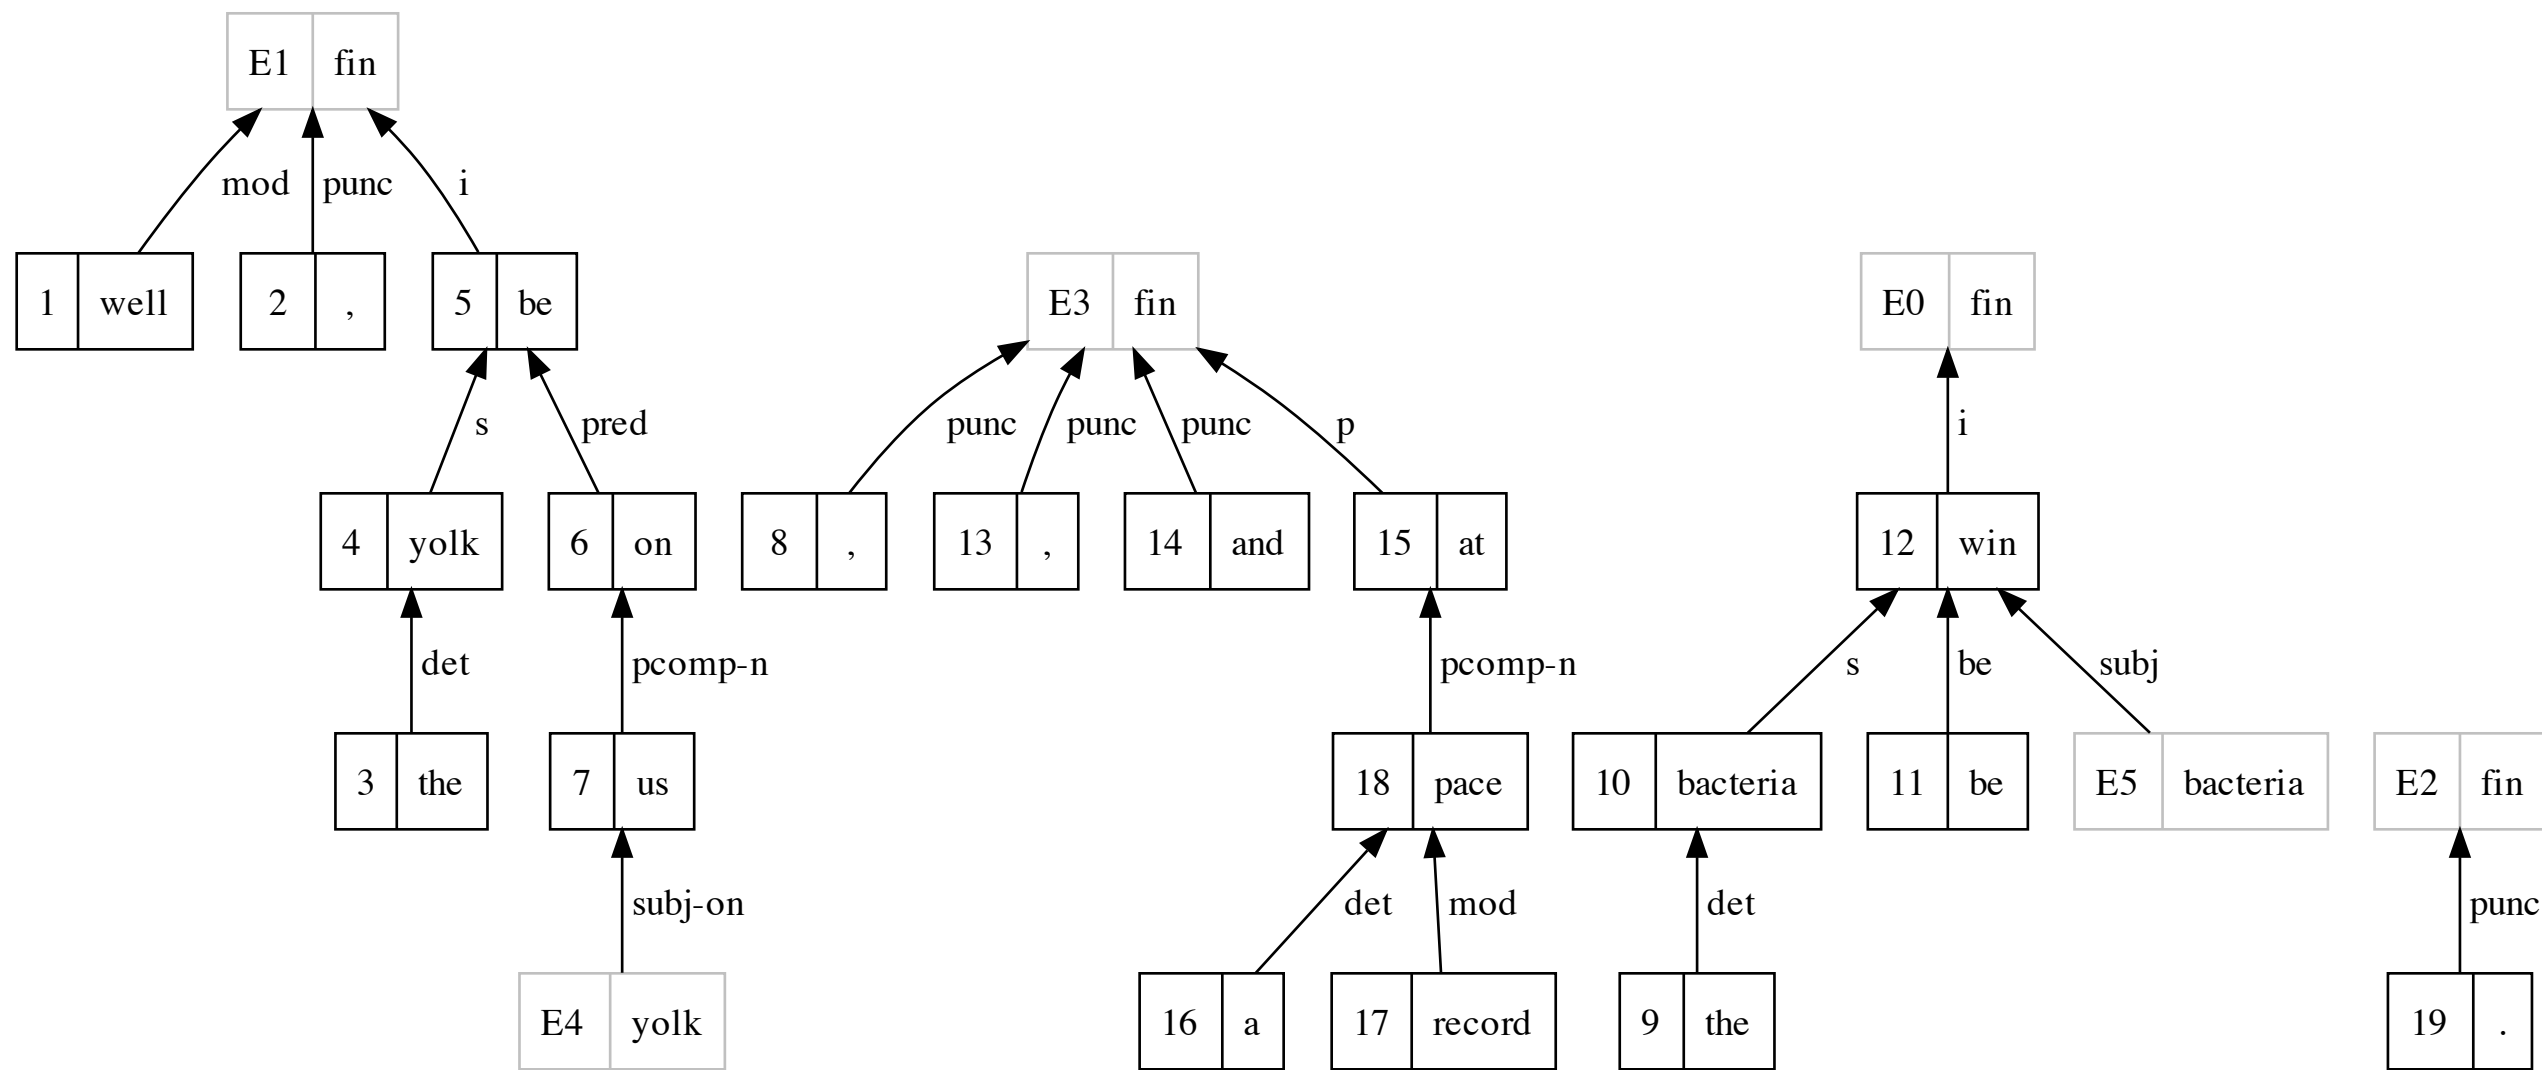 E1 fin
mod punc i
1 well 2 , 5 be E3 fin E0 fin
s pred punc punc punc p i
4 yolk 6 on 8 , 13 , 14 and 15 at 12 win
det pcomp-n pcomp-n s be subj
3 the 7 us 18 pace 10 bacteria 11 be E5 bacteria E2 fin
subj-on det mod det punc
E4 yolk 16 a 17 record 9 the 19 .